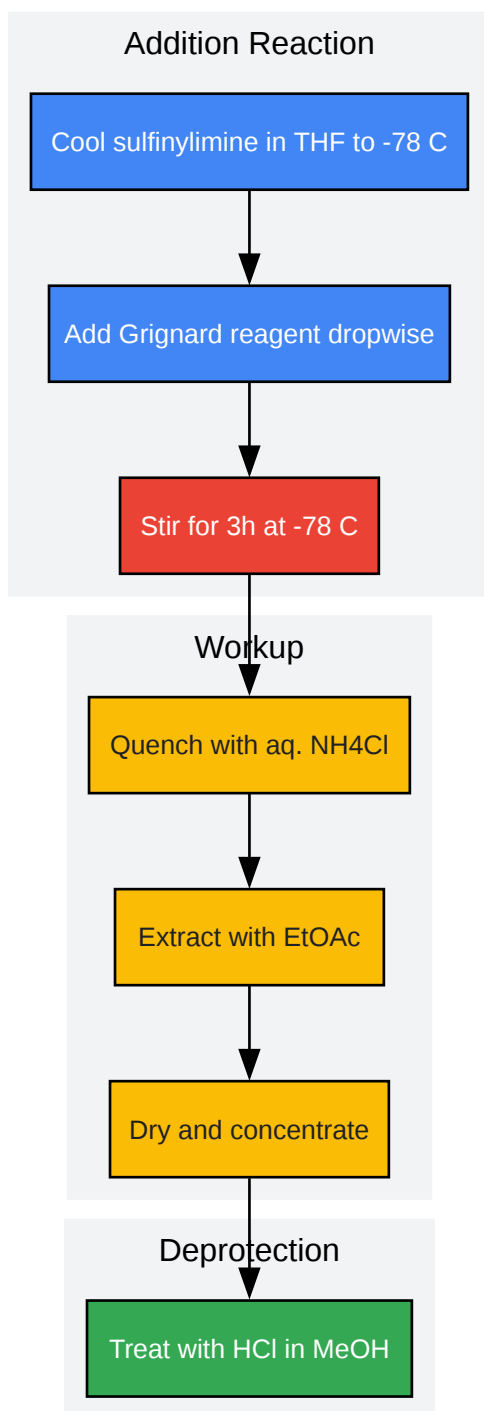 Addition Reaction
Cool sulfinylimine in THF to -78 C
Add Grignard reagent dropwise
Stir for 3h at -78 C
Workup
Quench with aq. NH4Cl
Extract with EtOAc
Dry and concentrate
Deprotection
Treat with HCl in MeOH